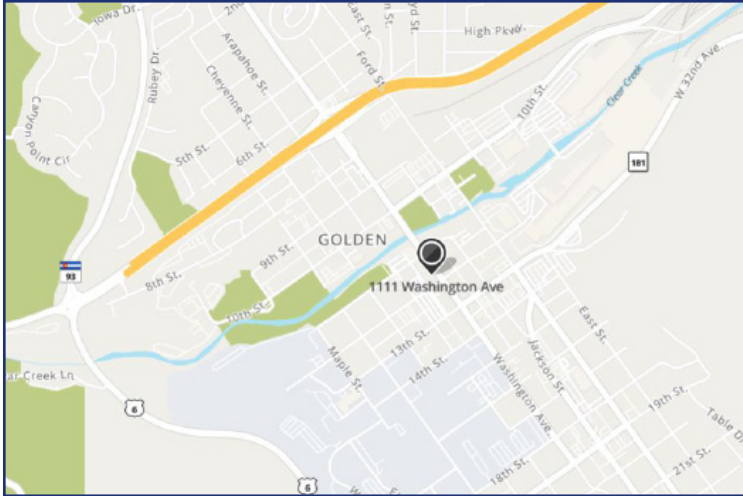 Iowa Dr.
2nd
High Pkwy.
Arapahoe St.
Ford St.
Rubey Dr.
Cheyenne St.
Canyon
Point Cir
5th St.
6th St.
10th St.
Clear Creek
W 32nd Ave
181
GOLDEN
9th St.
93
8th St.
1111 Washington Ave
10th St.
13th St.
14th St.
Maple St.
Washington Ave.
Jackson St.
East St.
ar Creek Ln
6
19th St.
Table D
21st St.
18th St.
6